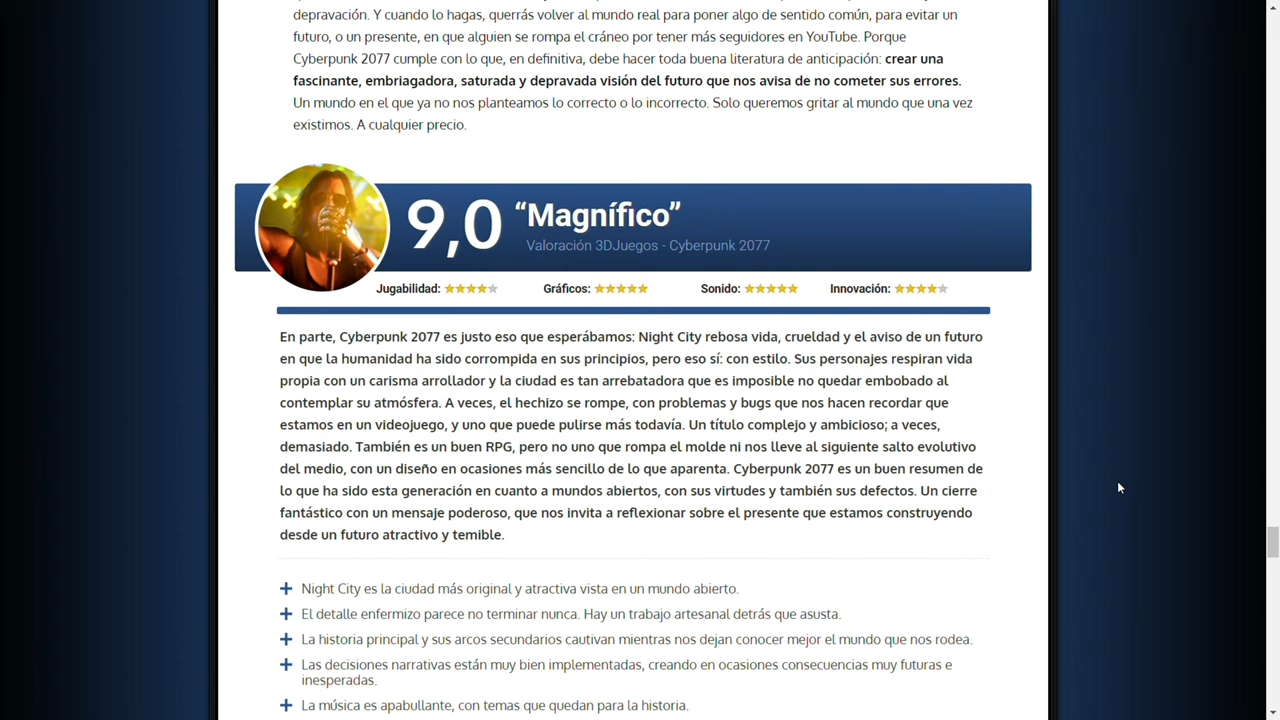 depravación. Y cuando lo hagas, querrás volver al mundo real para poner algo de sentido común, para evitar un
futuro, o un presente, en que alguien se rompa el cráneo por tener más seguidores en YouTube. Porque
Cyberpunk 2077 cumple con lo que, en definitiva, debe hacer toda buena literatura de anticipación: crear una
fascinante, embriagadora, saturada y depravada visión del futuro que nos avisa de no cometer sus errores.
Un mundo en el que ya no nos planteamos lo correcto o lo incorrecto. Solo queremos gritar al mundo que una vez
existimos. A cualquier precio.
9,0 “Magnífico”
Valoración 3DJuegos - Cyberpunk 2077
Jugabilidad: Gráficos: Sonido: Innovación:
En parte, Cyberpunk 2077 es justo eso que esperábamos: Night City rebosa vida, crueldad y el aviso de un futuro
en que la humanidad ha sido corrompida en sus principios, pero eso sí: con estilo. Sus personajes respiran vida
propia con un carisma arrollador y la ciudad es tan arrebatadora que es imposible no quedar embobado al
contemplar su atmósfera. A veces, el hechizo se rompe, con problemas y bugs que nos hacen recordar que
estamos en un videojuego, y uno que puede pulirse más todavía. Un título complejo y ambicioso; a veces,
demasiado. También es un buen RPG, pero no uno que rompa el molde ni nos lleve al siguiente salto evolutivo
del medio, con un diseño en ocasiones más sencillo de lo que aparenta. Cyberpunk 2077 es un buen resumen de
lo que ha sido esta generación en cuanto a mundos abiertos, con sus virtudes y también sus defectos. Un cierre
fantástico con un mensaje poderoso, que nos invita a reflexionar sobre el presente que estamos construyendo
desde un futuro atractivo y temible.
Night City es la ciudad más original y atractiva vista en un mundo abierto.
El detalle enfermizo parece no terminar nunca. Hay un trabajo artesanal detrás que asusta.
La historia principal y sus arcos secundarios cautivan mientras nos dejan conocer mejor el mundo que nos rodea.
Las decisiones narrativas están muy bien implementadas, creando en ocasiones consecuencias muy futuras e
inesperadas.
La música es apabullante, con temas que quedan para la historia.